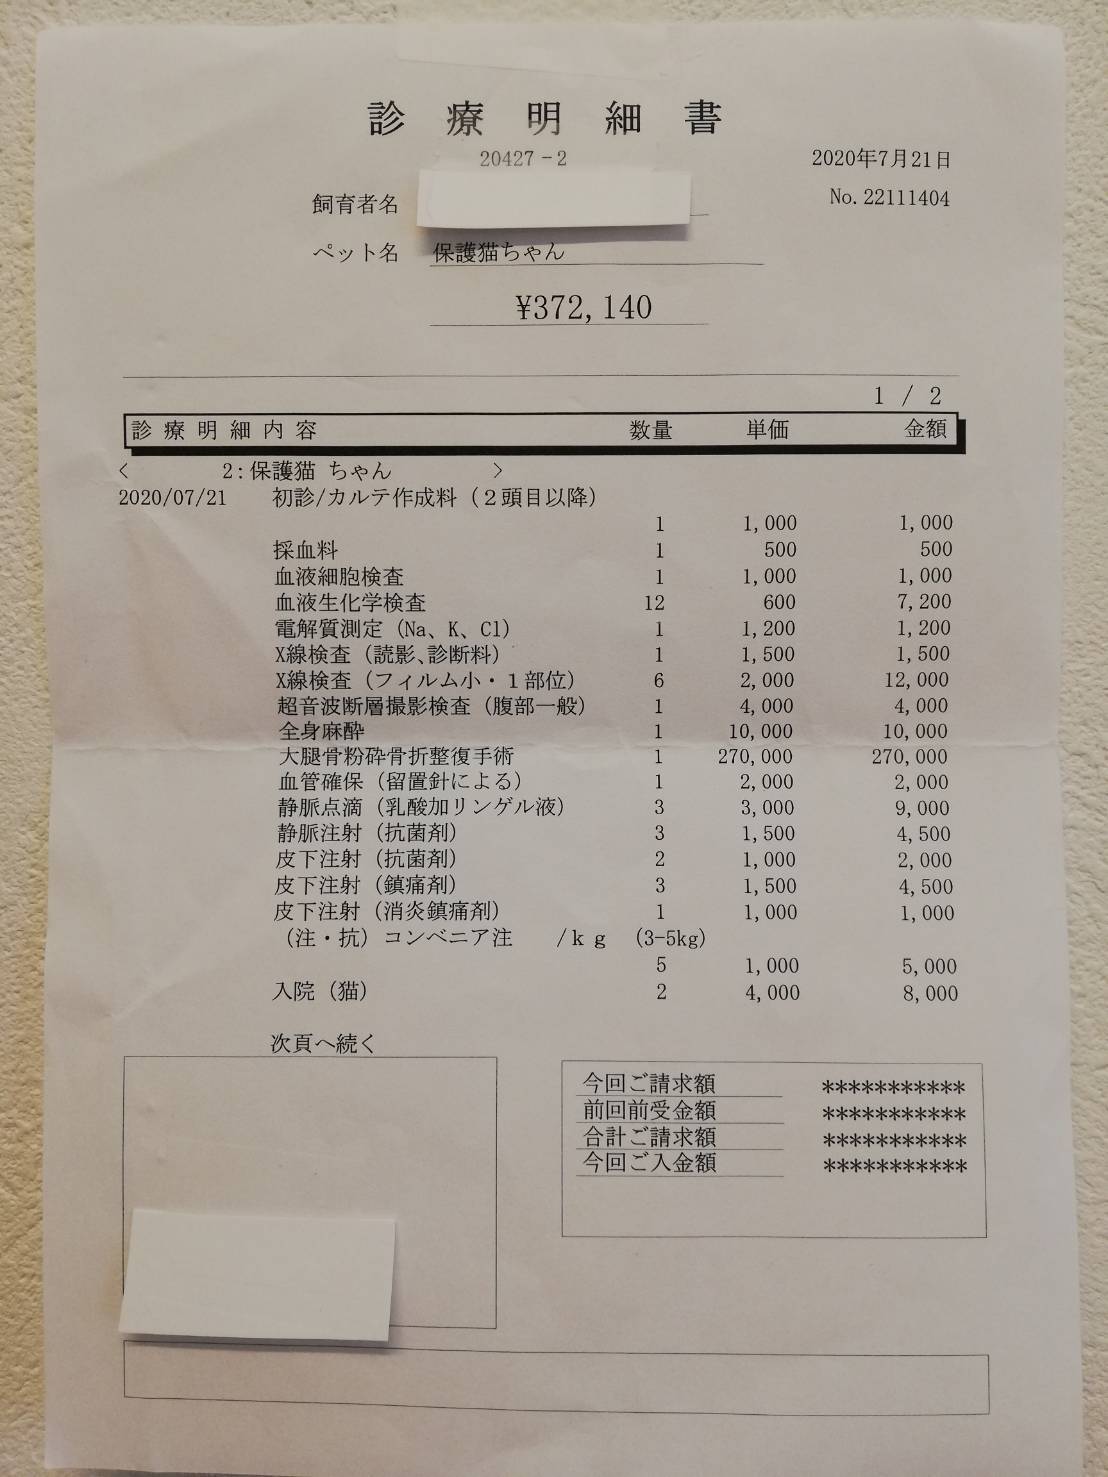 診療明細書
20427-2
2020年7月21日
飼育者名
No.22111404
ペット名 保護猫ちゃん
¥372,140
1 / 2
診療明細内容 数量 単価 金額
< 2:保護猫 ちゃん >
2020/07/21 初診/カルテ作成料(2頭目以降)
1 1,000 1,000
採血料 1 500 500
血液細胞検査 1 1,000 1,000
血液生化学検査 12 600 7,200
電解質測定(Na、K、Cl) 1 1,200 1,200
X線検査(読影､診断料) 1 1,500 1,500
X線検査(フィルム小・1部位) 6 2,000 12,000
超音波断層撮影検査(腹部一般) 1 4,000 4,000
全身麻酔 1 10,000 10,000
大腿骨粉砕骨折整復手術 1 270,000 270,000
血管確保(留置針による) 1 2,000 2,000
静脈点滴(乳酸加リンゲル液) 3 3,000 9,000
静脈注射(抗菌剤) 3 1,500 4,500
皮下注射(抗菌剤) 2 1,000 2,000
皮下注射(鎮痛剤) 3 1,500 4,500
皮下注射(消炎鎮痛剤) 1 1,000 1,000
(注・抗)コンベニア注 /kg (3-5kg)
5 1,000 5,000
入院(猫) 2 4,000 8,000
次頁へ続く
今回ご請求額 ***********
前回前受金額 ***********
合計ご請求額 ***********
今回ご入金額 ***********